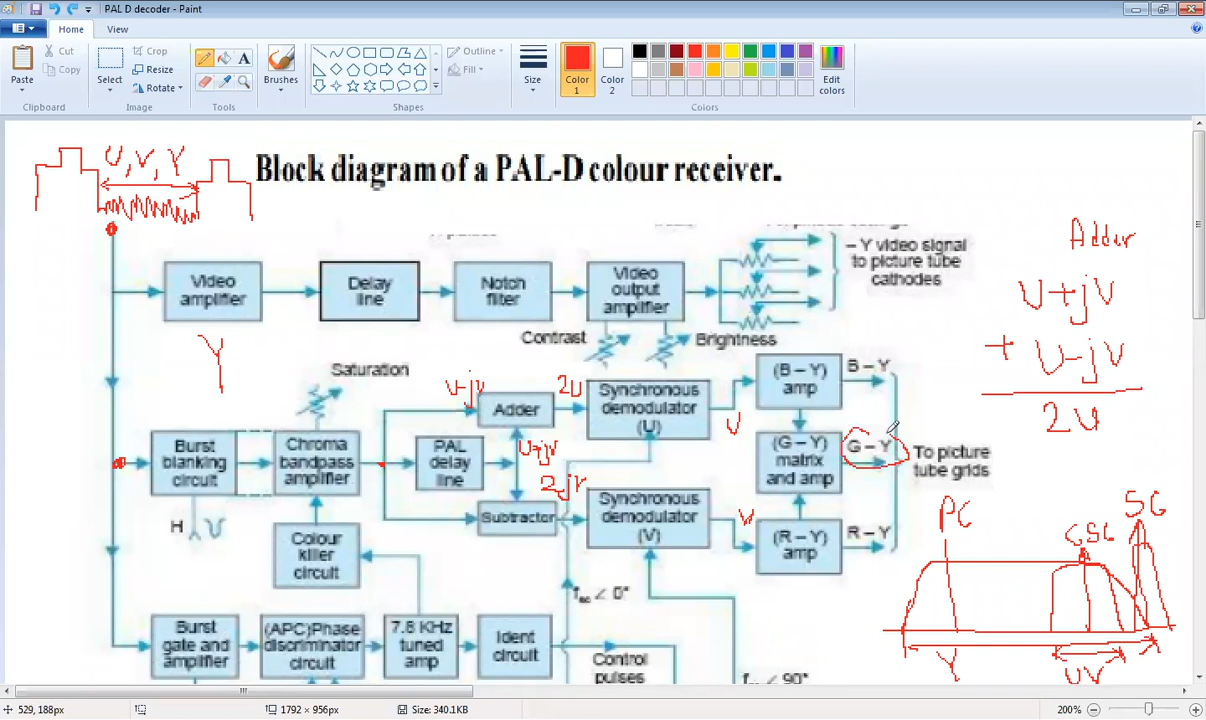 PAL D decoder - Paint
Home
View
Paste
Cut
Copy
Clipboard
Select
Crop
Resize
Rotate
Image
A
Tools
Brushes
Shapes
Outline
Fill
Size
Color 1
Color 2
Edit colors
Colors
Block diagram of a PAL-D colour receiver.
U, V, Y
Video amplifier
Delay line
Notch filter
Video output amplifier
– Y video signal
to picture tube
cathodes
Contrast
Brightness
Y
Adder
U+jV
+ U-jV
2U
Saturation
Burst blanking circuit
Chroma bandpass amplifier
PAL delay line
U-jV
Adder
2U
U+jV
2jV
Subtractor
Synchronous demodulator (U)
Synchronous demodulator (V)
U
V
(B – Y) amp
B – Y
(G – Y) matrix and amp
G – Y
(R – Y) amp
R – Y
To picture
tube grids
H
Colour killer circuit
fsc ∠ 0°
Burst gate and amplifier
(APC)Phase discriminator circuit
7.8 KHz tuned amp
Ident circuit
Control
pulses
fsc ∠ 90°
PC
CSC
SC
Y
UV
529, 188px
1792 × 956px
Size: 340.1KB
200%